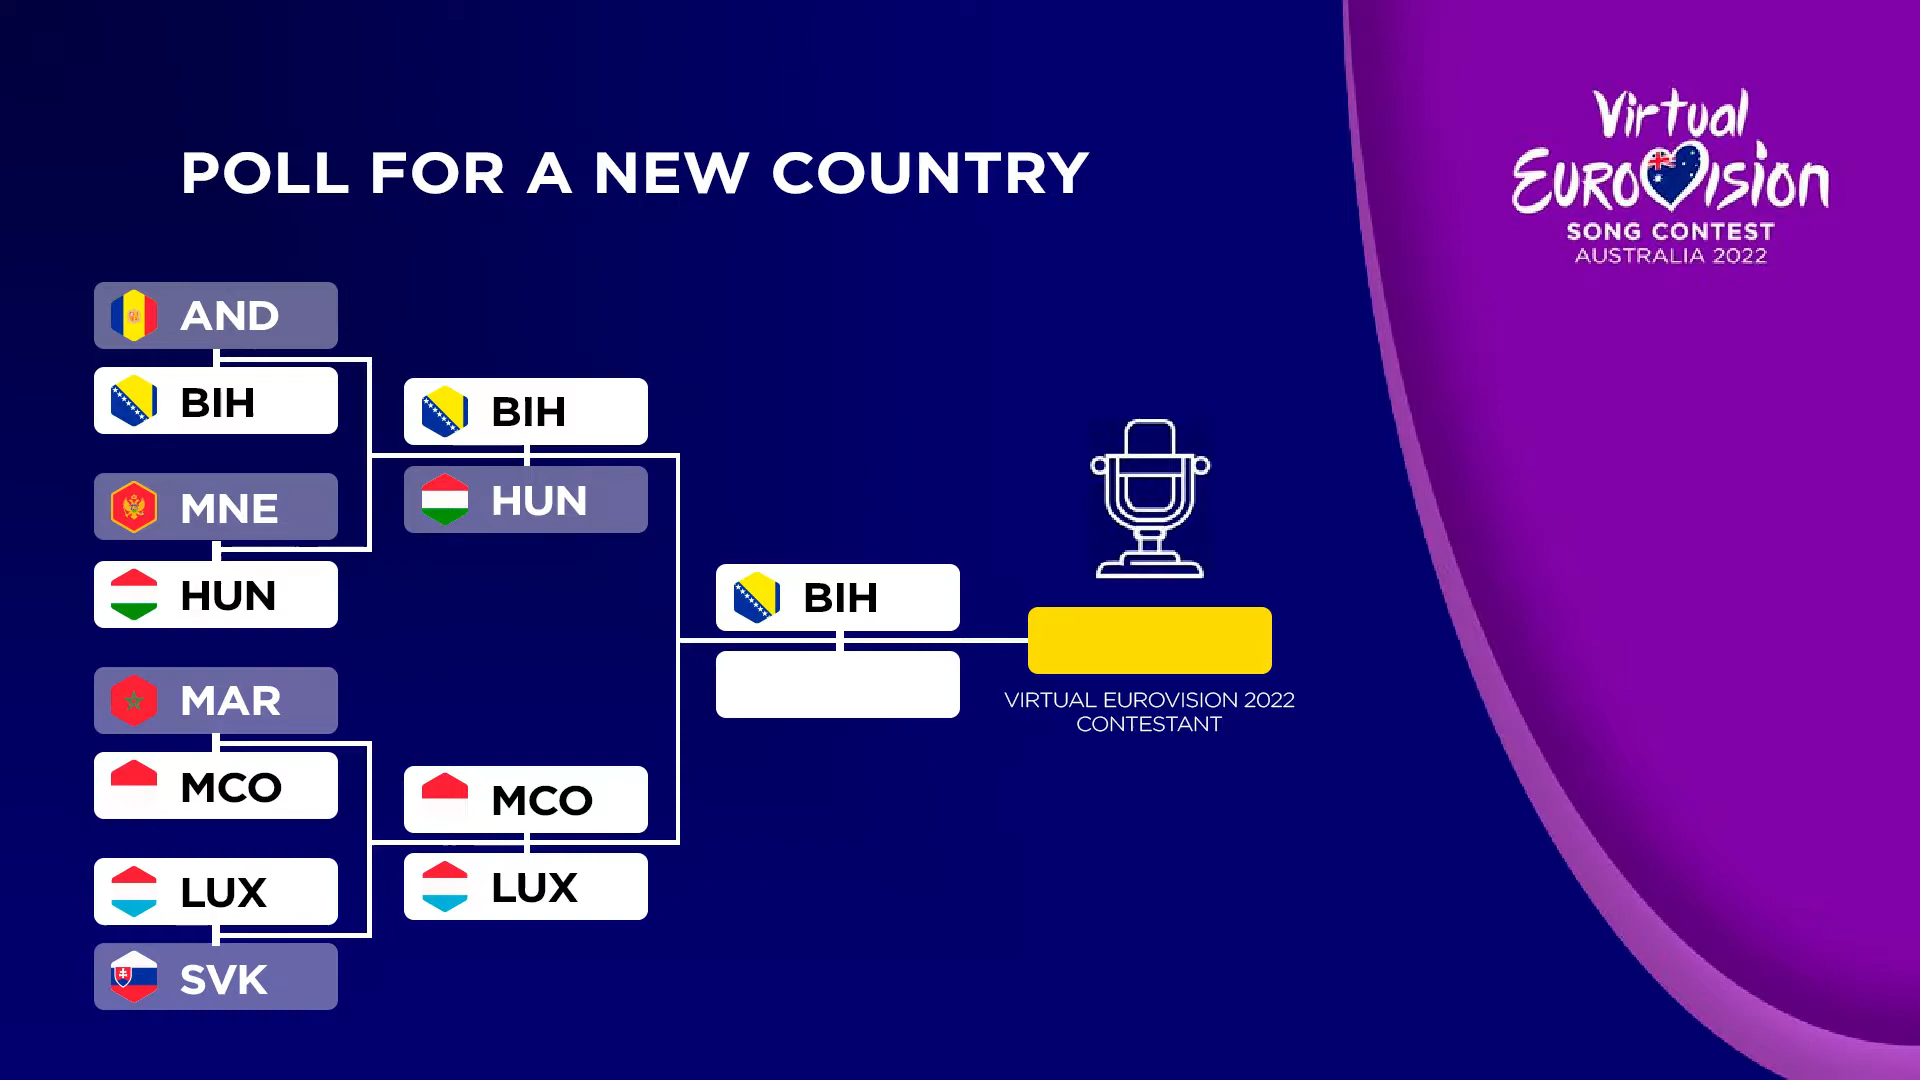 Virtual
EUROVISION
SONG CONTEST
AUSTRALIA 2022
POLL FOR A NEW COUNTRY
AND
BIH
MNE
HUN
MAR
MCO
LUX
SVK
BIH
HUN
MCO
LUX
BIH
VIRTUAL EUROVISION 2022
CONTESTANT